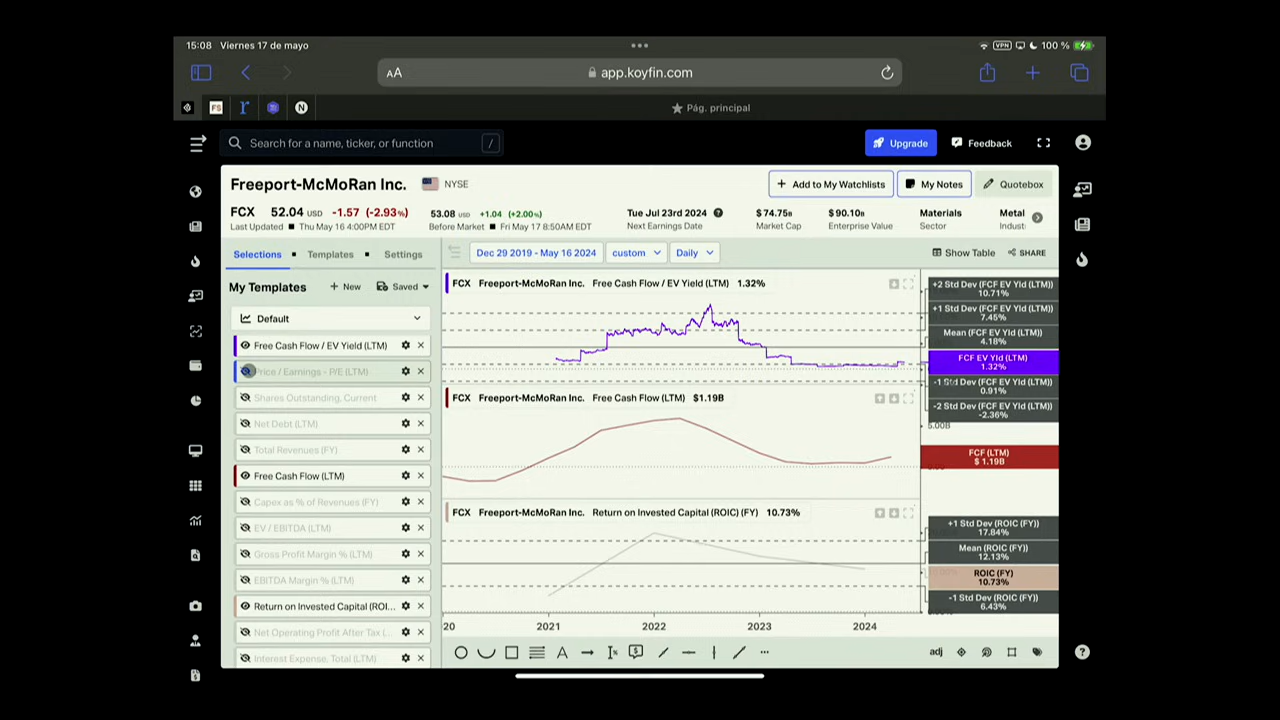 15:08 Viernes 17 de mayo
VPN 100 %
AA app.koyfin.com
FS r N Pág. principal
Search for a name, ticker, or function /
Upgrade Feedback
Freeport-McMoRan Inc. NYSE
+ Add to My Watchlists My Notes Quotebox
FCX 52.04 USD -1.57 (-2.93%) 53.08 USD +1.04 (+2.00%) Tue Jul 23rd 2024 $ 74.75B $ 90.10B Materials Metal
Last Updated Thu May 16 4:00PM EDT Before Market Fri May 17 8:50AM EDT Next Earnings Date Market Cap Enterprise Value Sector Indust
Selections Templates Settings
Dec 29 2019 - May 16 2024 custom Daily Show Table SHARE
My Templates + New Saved
Default
Free Cash Flow / EV Yield (LTM)
Price / Earnings - P/E (LTM)
Shares Outstanding, Current
Net Debt (LTM)
Total Revenues (FY)
Free Cash Flow (LTM)
Capex as % of Revenues (FY)
EV / EBITDA (LTM)
Gross Profit Margin % (LTM)
EBITDA Margin % (LTM)
Return on Invested Capital (ROI...
Net Operating Profit After Tax (...
Interest Expense, Total (LTM)
FCX Freeport-McMoRan Inc. Free Cash Flow / EV Yield (LTM) 1.32%
+2 Std Dev (FCF EV Yld (LTM))
10.71%
+1 Std Dev (FCF EV Yld (LTM))
7.45%
Mean (FCF EV Yld (LTM))
4.18%
FCF EV Yld (LTM)
1.32%
-1 Std Dev (FCF EV Yld (LTM))
0.91%
-2 Std Dev (FCF EV Yld (LTM))
-2.36%
FCX Freeport-McMoRan Inc. Free Cash Flow (LTM) $1.19B
5.00B
FCF (LTM)
$ 1.19B
FCX Freeport-McMoRan Inc. Return on Invested Capital (ROIC) (FY) 10.73%
+1 Std Dev (ROIC (FY))
17.84%
Mean (ROIC (FY))
12.13%
ROIC (FY)
10.73%
-1 Std Dev (ROIC (FY))
6.43%
20 2021 2022 2023 2024
A adj